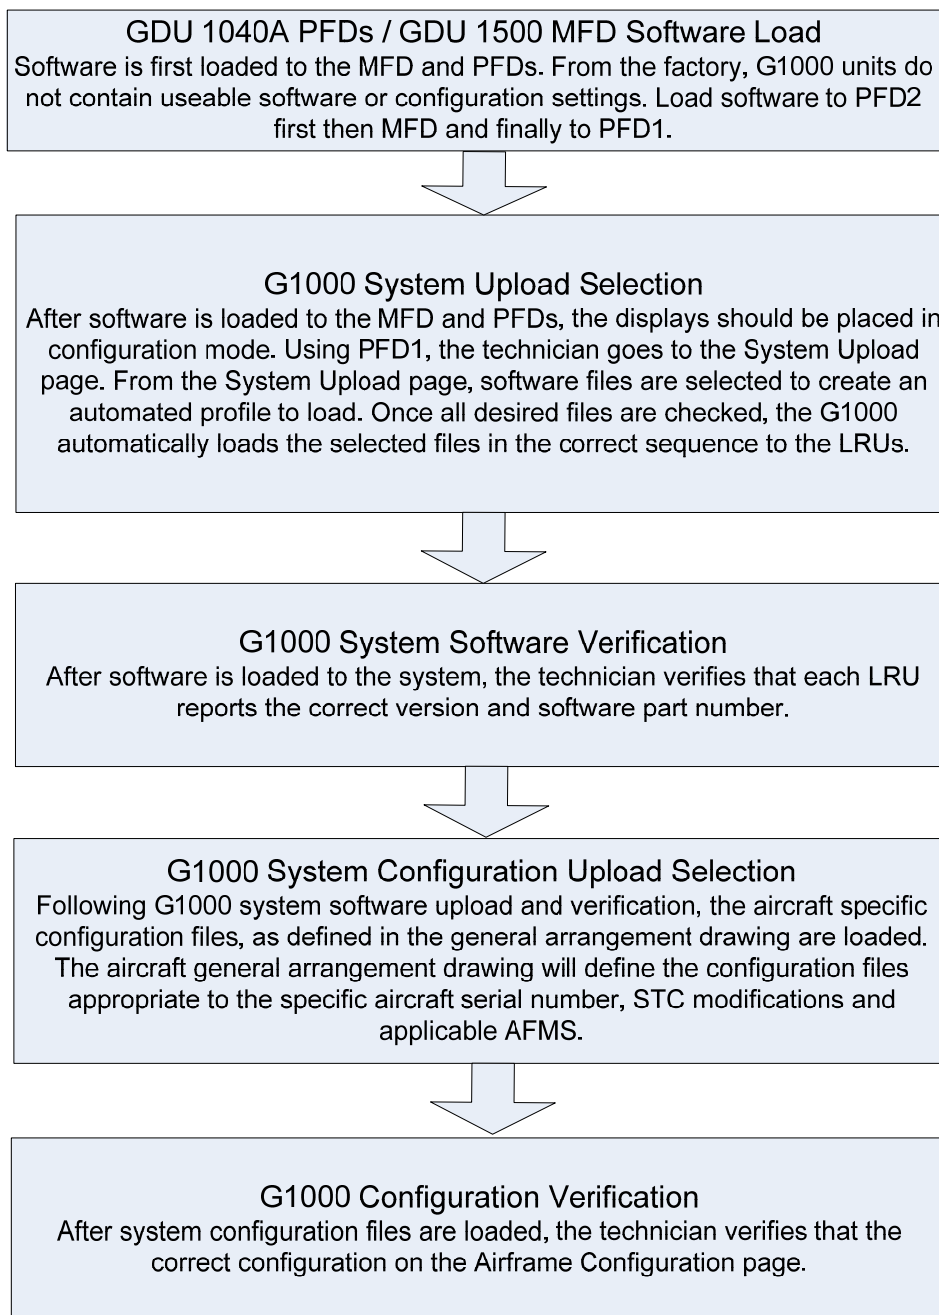 GDU 1040A PFDs / GDU 1500 MFD Software Load
Software is first loaded to the MFD and PFDs. From the factory, G1000 units do
not contain useable software or configuration settings. Load software to PFD2
first then MFD and finally to PFD1.
G1000 System Upload Selection
After software is loaded to the MFD and PFDs, the displays should be placed in
configuration mode. Using PFD1, the technician goes to the System Upload
page. From the System Upload page, software files are selected to create an
automated profile to load. Once all desired files are checked, the G1000
automatically loads the selected files in the correct sequence to the LRUs.
G1000 System Software Verification
After software is loaded to the system, the technician verifies that each LRU
reports the correct version and software part number.
G1000 System Configuration Upload Selection
Following G1000 system software upload and verification, the aircraft specific
configuration files, as defined in the general arrangement drawing are loaded.
The aircraft general arrangement drawing will define the configuration files
appropriate to the specific aircraft serial number, STC modifications and
applicable AFMS.
G1000 Configuration Verification
After system configuration files are loaded, the technician verifies that the
correct configuration on the Airframe Configuration page.